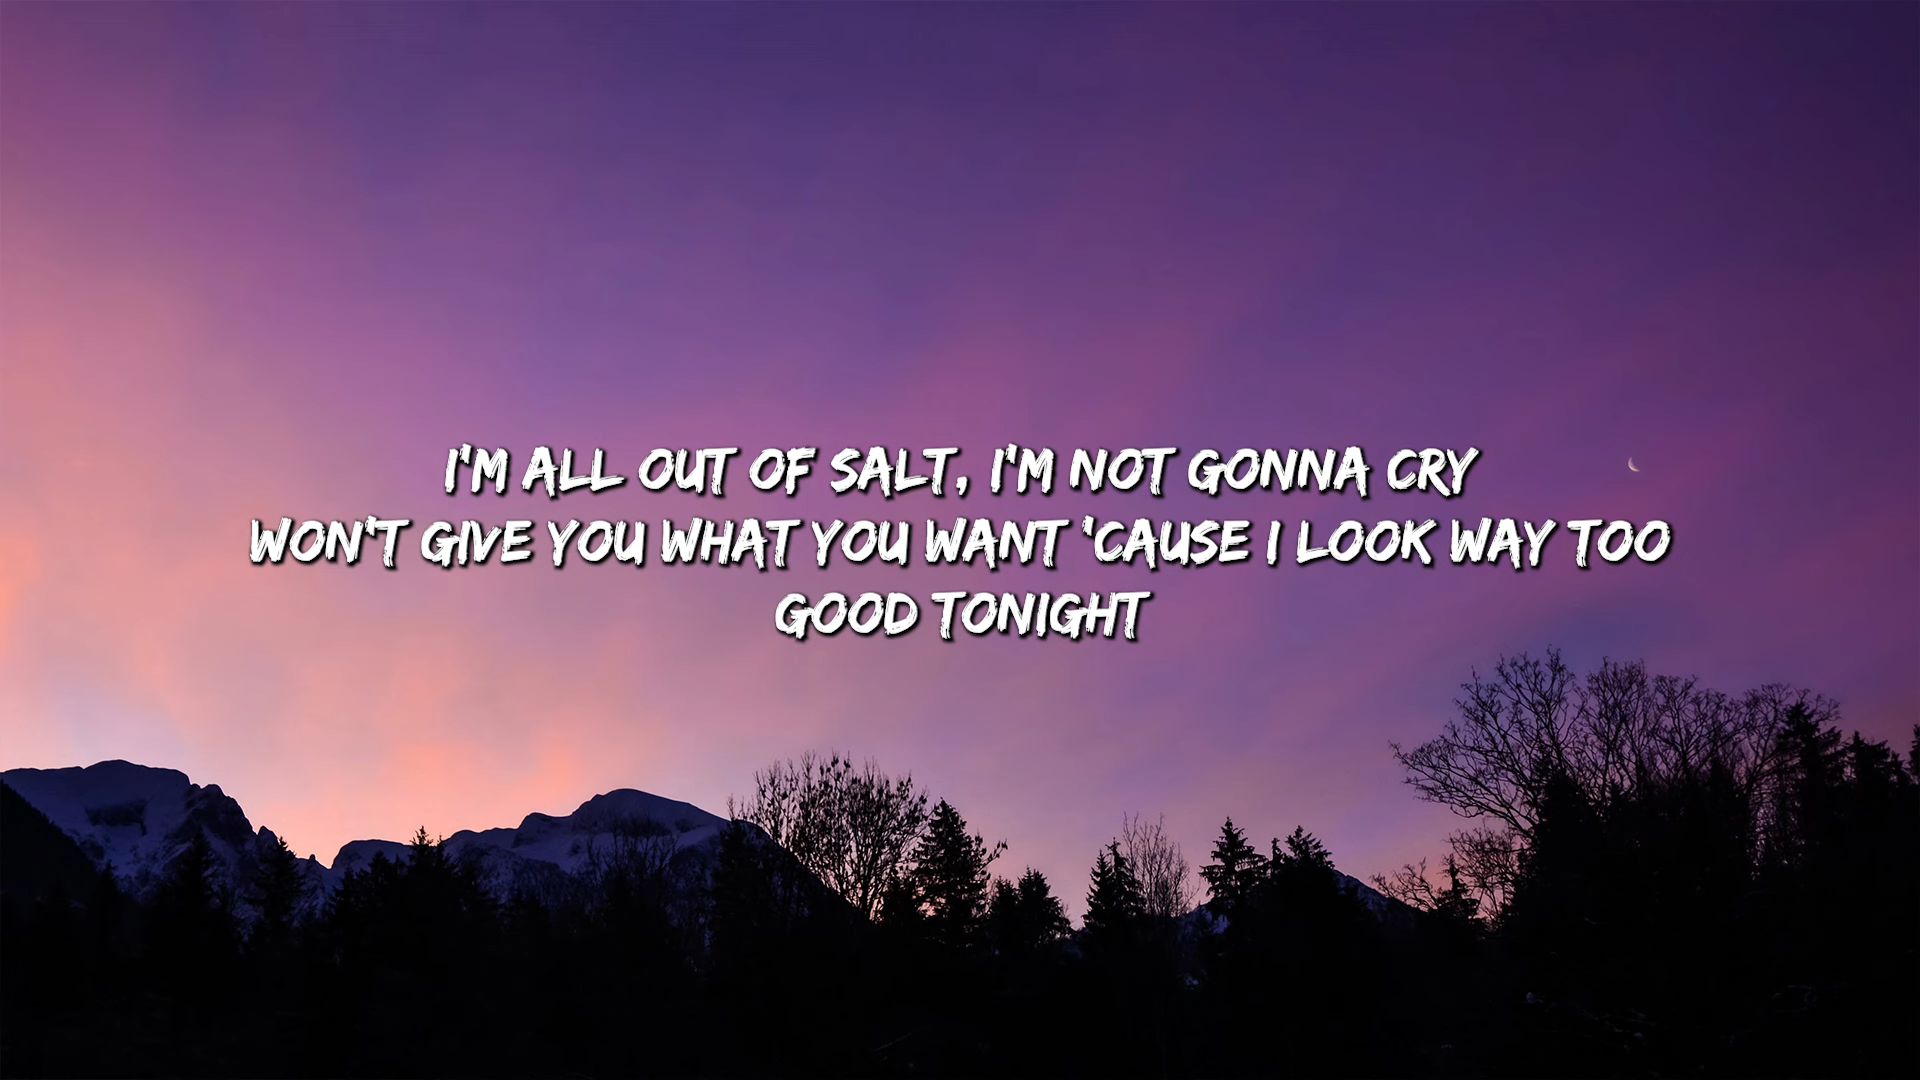 I'M ALL OUT OF SALT, I'M NOT GONNA CRY
WON'T GIVE YOU WHAT YOU WANT 'CAUSE I LOOK WAY TOO
GOOD TONIGHT